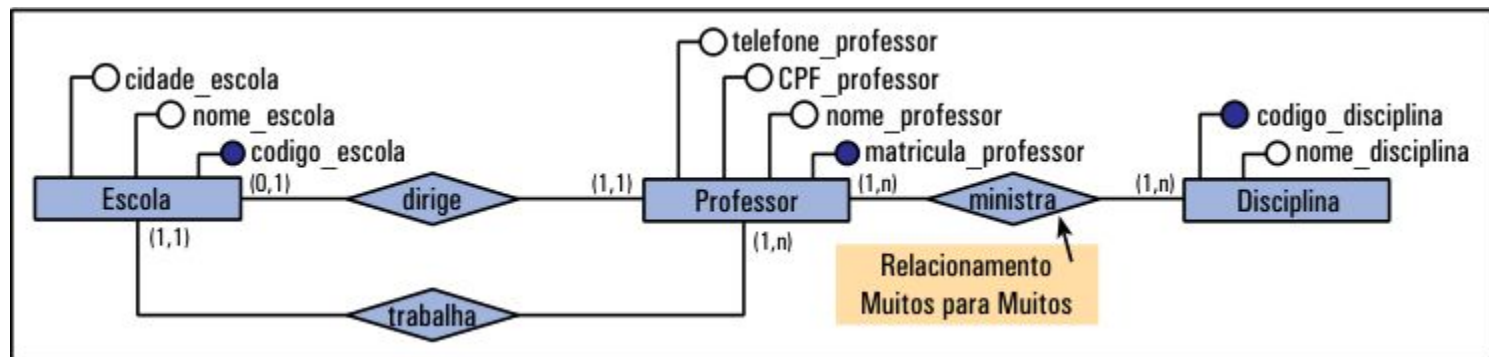 telefone_professor
cidade_escola
CPF_professor
nome_escola
nome_professor
codigo_disciplina
codigo_escola
matricula_professor
nome_disciplina
Escola
(0,1)
dirige
(1,1)
Professor
(1,n)
ministra
(1,n)
Disciplina
(1,1)
(1,n)
Relacionamento
Muitos para Muitos
trabalha